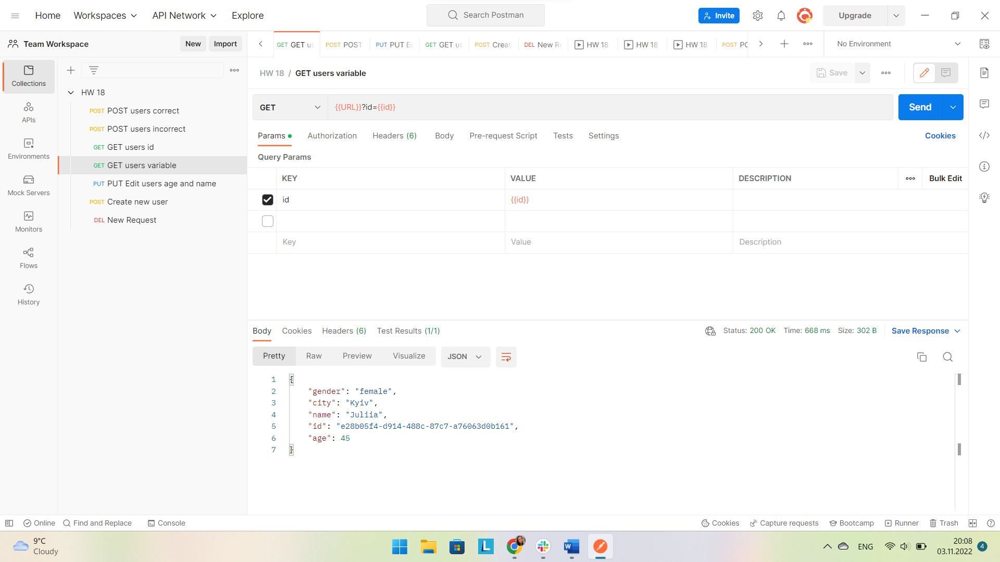 Home Workspaces API Network Explore Search Postman Invite Upgrade
Team Workspace New Import GET GET us POST POST PUT PUT Ec GET GET us POST Creat DEL New Re HW 18 HW 18 HW 18 POST PO No Environment
Collections
APIs
Environments
Mock Servers
Monitors
Flows
History
HW 18
POST POST users correct
POST POST users incorrect
GET GET users id
GET GET users variable
PUT PUT Edit users age and name
POST Create new user
DEL New Request
HW 18 / GET users variable Save
GET {{URL}}?id={{id}} Send
Params Authorization Headers (6) Body Pre-request Script Tests Settings Cookies
Query Params
KEY VALUE DESCRIPTION Bulk Edit
id {{id}}
Key Value Description
Body Cookies Headers (6) Test Results (1/1) Status: 200 OK Time: 668 ms Size: 302 B Save Response
Pretty Raw Preview Visualize JSON
1 {
2 "gender": "female",
3 "city": "Kyiv",
4 "name": "Juliia",
5 "id": "e28b05f4-d914-488c-87c7-a76063d0b161",
6 "age": 45
7 }
Online Find and Replace Console Cookies Capture requests Bootcamp Runner Trash
9°C
Cloudy
L
W
ENG
20:08
03.11.2022
4